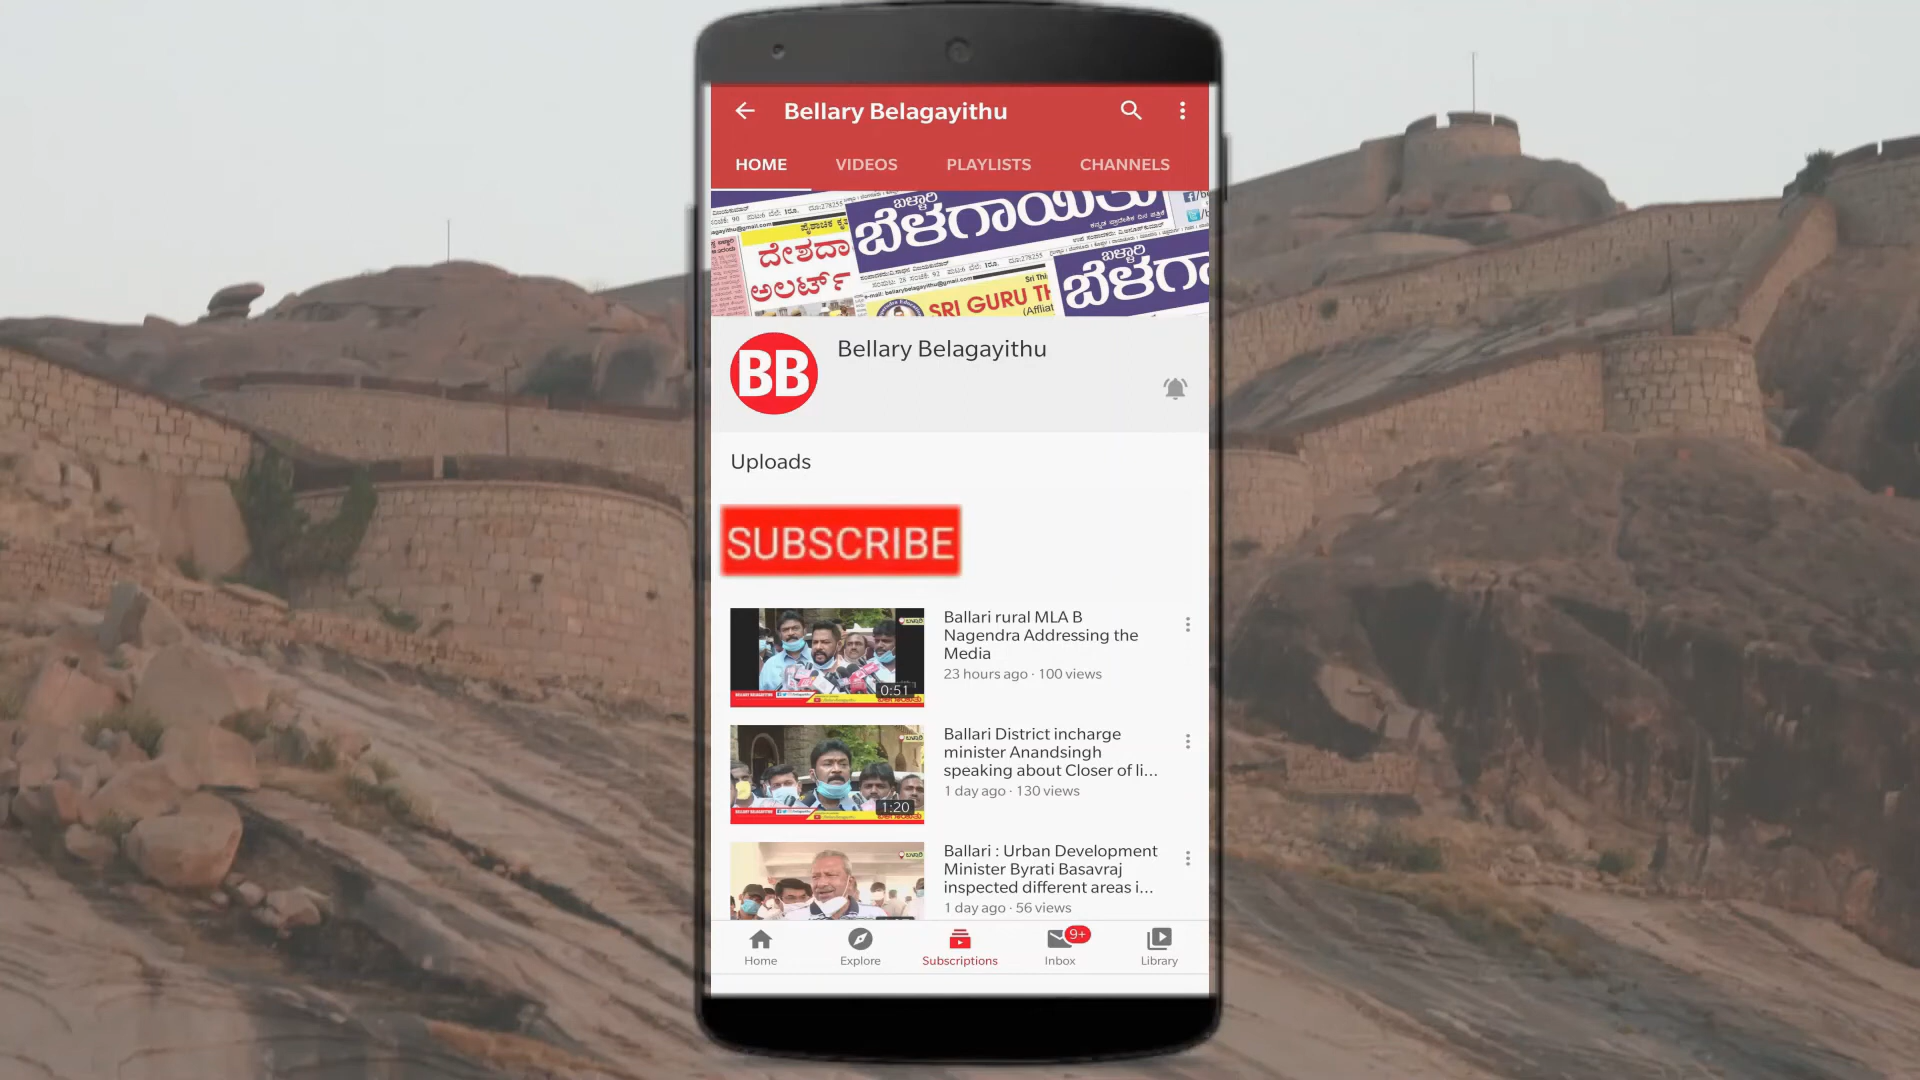 Bellary Belagayithu
HOME VIDEOS PLAYLISTS CHANNELS
ಬಳ್ಳಾರಿ
ಬೆಳಗಾಯಿತು
ದೇಶದಾ
ಅಲರ್ಟ್
ಬಳ್ಳಾರಿ
ಬೆಳಗಾ
SRI GURU TH
(Affliat
BB
Bellary Belagayithu
Uploads
SUBSCRIBE
Ballari rural MLA B
Nagendra Addressing the
Media
23 hours ago · 100 views
0:51
Ballari District incharge
minister Anandsingh
speaking about Closer of li...
1 day ago · 130 views
1:20
Ballari : Urban Development
Minister Byrati Basavraj
inspected different areas i...
1 day ago · 56 views
9+
Home Explore Subscriptions Inbox Library